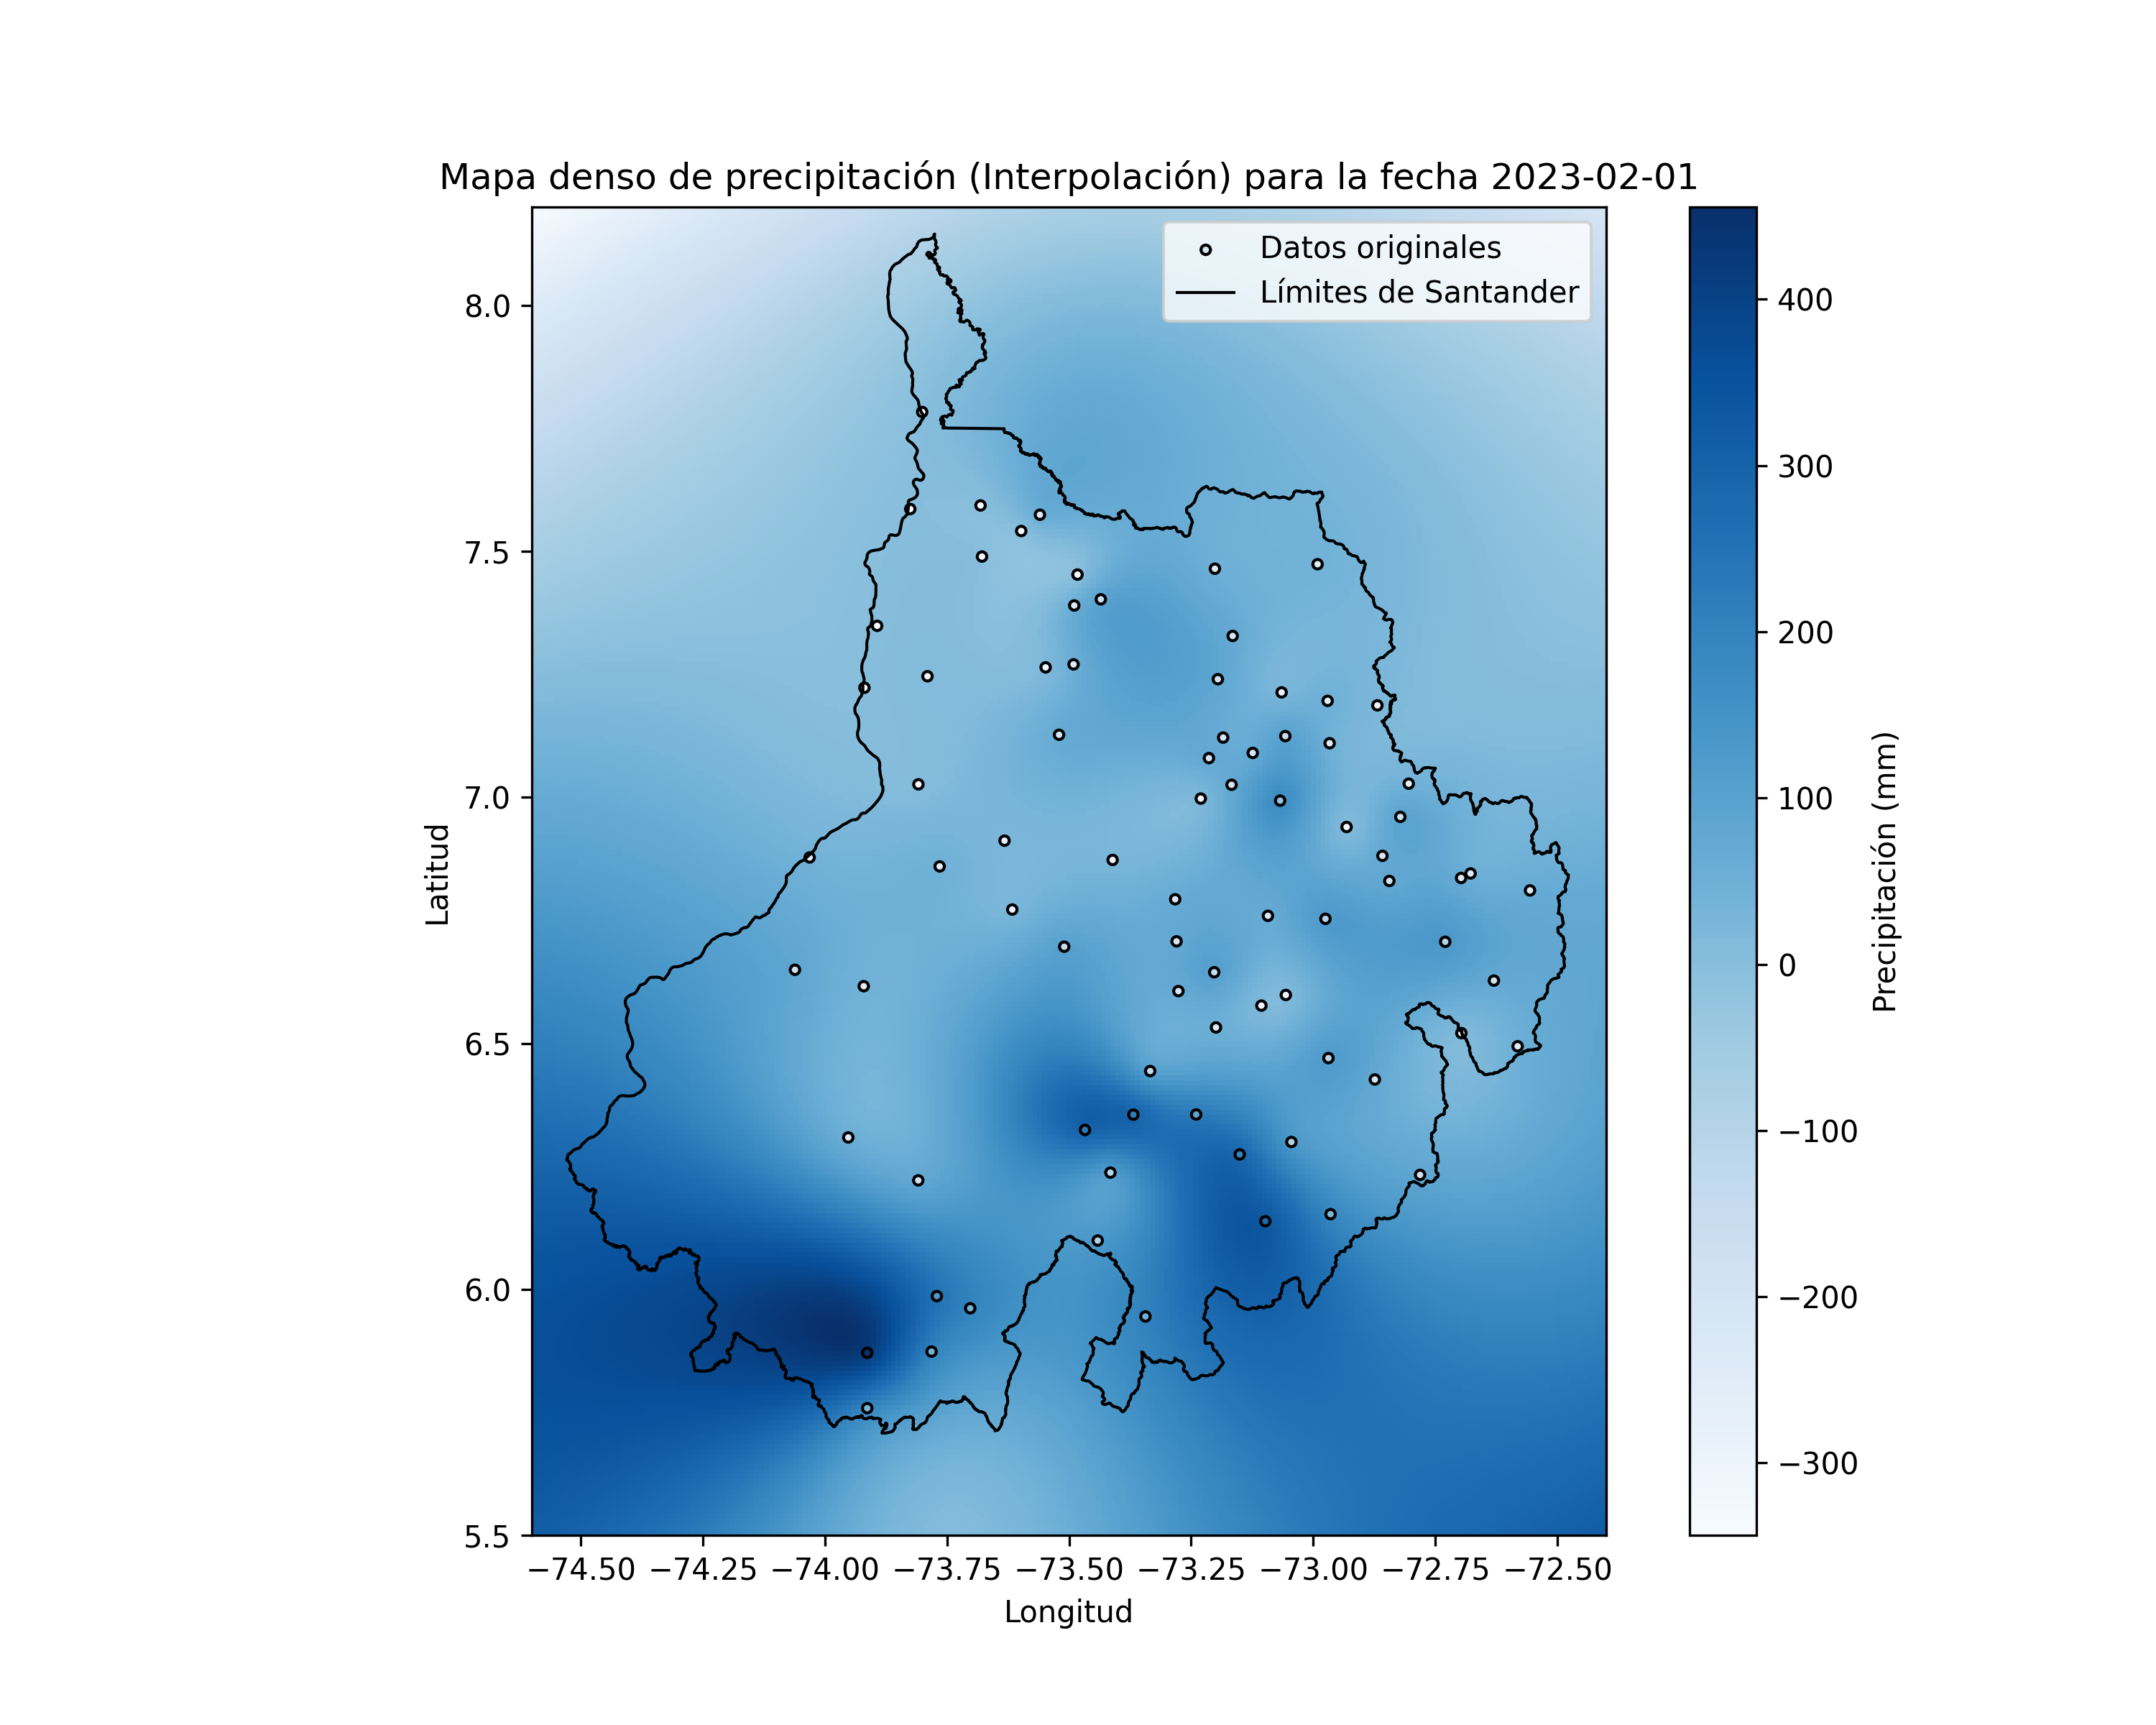 Mapa denso de precipitación (Interpolación) para la fecha 2023-02-01
Datos originales
Límites de Santander
8.0
7.5
7.0
6.5
6.0
5.5
Latitud
−74.50 −74.25 −74.00 −73.75 −73.50 −73.25 −73.00 −72.75 −72.50
Longitud
400
300
200
100
0
−100
−200
−300
Precipitación (mm)